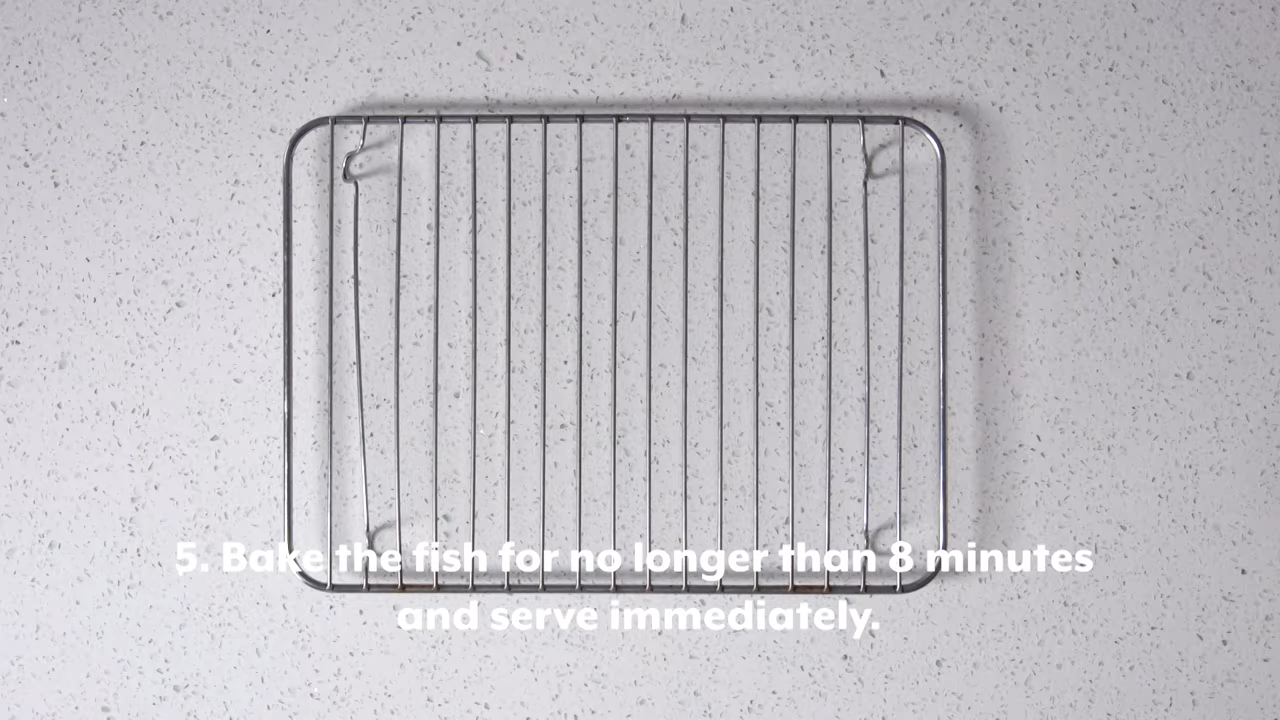 5. Bake the fish for no longer than 8 minutes
and serve immediately.